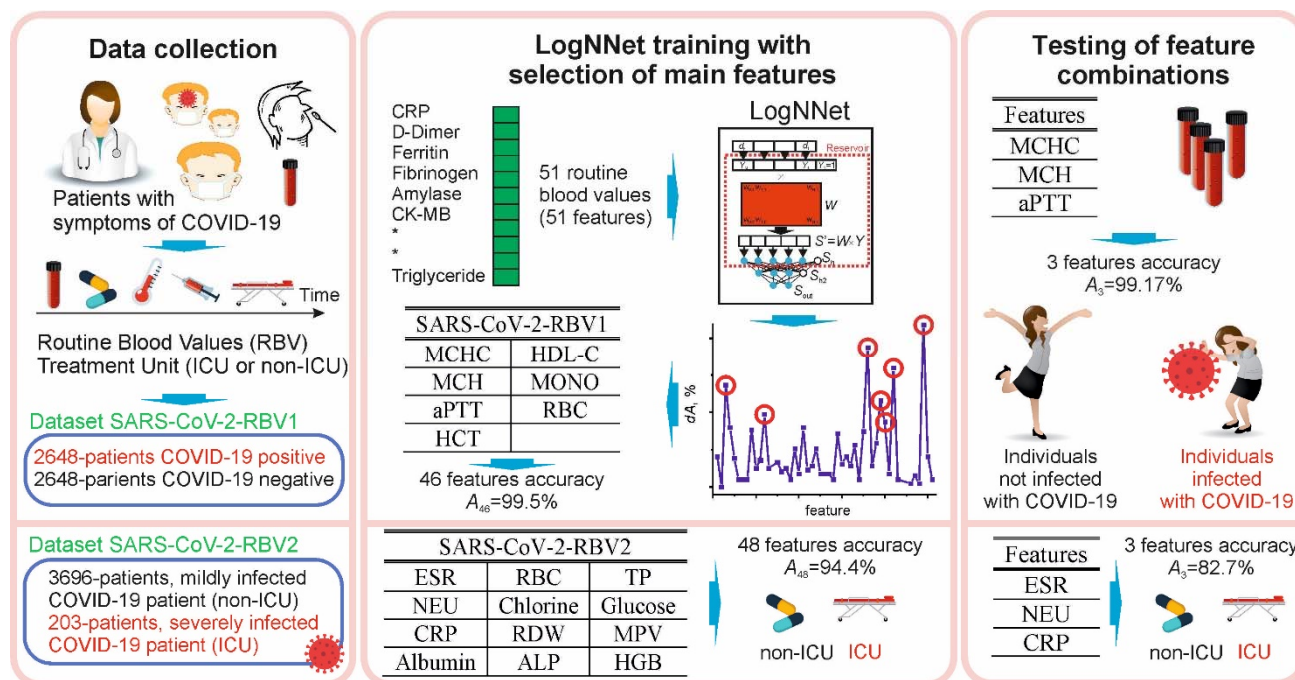 Data collection
Patients with
symptoms of COVID-19
Time
Routine Blood Values (RBV)
Treatment Unit (ICU or non-ICU)
Dataset SARS-CoV-2-RBV1
2648-patients COVID-19 positive
2648-parients COVID-19 negative
Dataset SARS-CoV-2-RBV2
3696-patients, mildly infected
COVID-19 patient (non-ICU)
203-patients, severely infected
COVID-19 patient (ICU)
LogNNet training with
selection of main features
CRP
D-Dimer
Ferritin
Fibrinogen
Amylase
CK-MB
*
*
Triglyceride
51 routine
blood values
(51 features)
LogNNet
Reservoir
W
S'=W×Y
Sh
Sh2
Sout
SARS-CoV-2-RBV1
MCHC HDL-C
MCH MONO
aPTT RBC
HCT
46 features accuracy
A46=99.5%
dA, %
feature
SARS-CoV-2-RBV2
ESR RBC TP
NEU Chlorine Glucose
CRP RDW MPV
Albumin ALP HGB
48 features accuracy
A48=94.4%
non-ICU ICU
Testing of feature
combinations
Features
MCHC
MCH
aPTT
3 features accuracy
A3=99.17%
Individuals
not infected
with COVID-19
Individuals
infected
with COVID-19
Features
ESR
NEU
CRP
3 features accuracy
A3=82.7%
non-ICU ICU